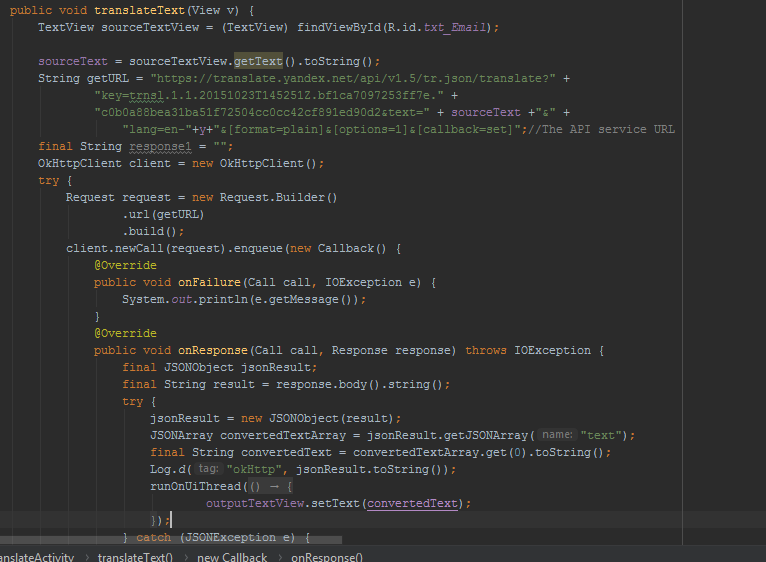 public void translateText(View v) {
TextView sourceTextView = (TextView) findViewById(R.id.txt_Email);
sourceText = sourceTextView.getText().toString();
String getURL = "https://translate.yandex.net/api/v1.5/tr.json/translate?" +
"key=trnsl.1.1.20151023T145251Z.bf1ca7097253ff7e." +
"c0b0a88bea31ba51f72504cc0cc42cf891ed90d2&text=" + sourceText +"&" +
"lang=en-"+y+"&[format=plain]&[options=1]&[callback=set]";//The API service URL
final String response1 = "";
OkHttpClient client = new OkHttpClient();
try {
Request request = new Request.Builder()
.url(getURL)
.build();
client.newCall(request).enqueue(new Callback() {
@Override
public void onFailure(Call call, IOException e) {
System.out.println(e.getMessage());
}
@Override
public void onResponse(Call call, Response response) throws IOException {
final JSONObject jsonResult;
final String result = response.body().string();
try {
jsonResult = new JSONObject(result);
JSONArray convertedTextArray = jsonResult.getJSONArray( name: "text");
final String convertedText = convertedTextArray.get(0).toString();
Log.d( tag: "okHttp", jsonResult.toString());
runOnUiThread(() → {
outputTextView.setText(convertedText);
});
} catch (JSONException e) {
anslateActivity › translateText() › new Callback › onResponse()